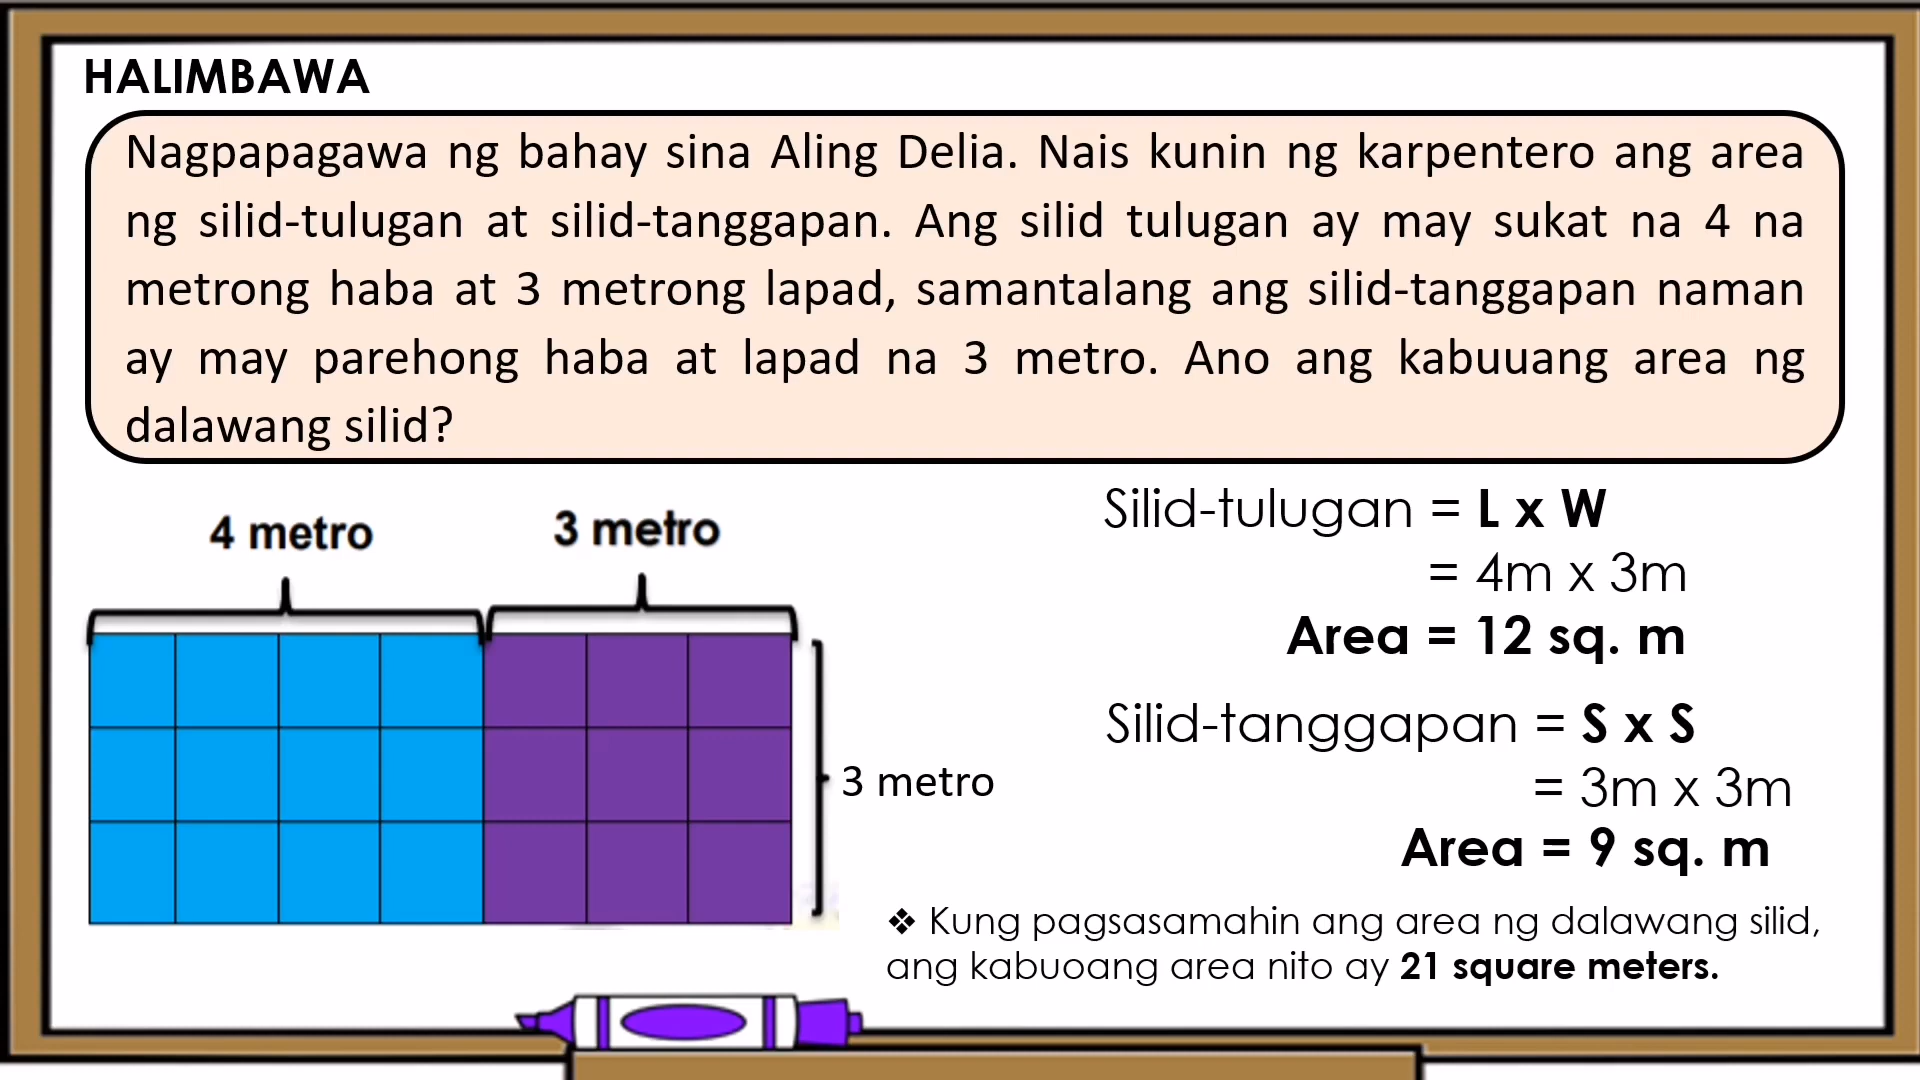 HALIMBAWA
Nagpapagawa ng bahay sina Aling Delia. Nais kunin ng karpentero ang area
ng silid-tulugan at silid-tanggapan. Ang silid tulugan ay may sukat na 4 na
metrong haba at 3 metrong lapad, samantalang ang silid-tanggapan naman
ay may parehong haba at lapad na 3 metro. Ano ang kabuuang area ng
dalawang silid?
4 metro
3 metro
3 metro
Silid-tulugan = L x W
= 4m x 3m
Area = 12 sq. m
Silid-tanggapan = S x S
= 3m x 3m
Area = 9 sq. m
❖ Kung pagsasamahin ang area ng dalawang silid,
ang kabuoang area nito ay 21 square meters.